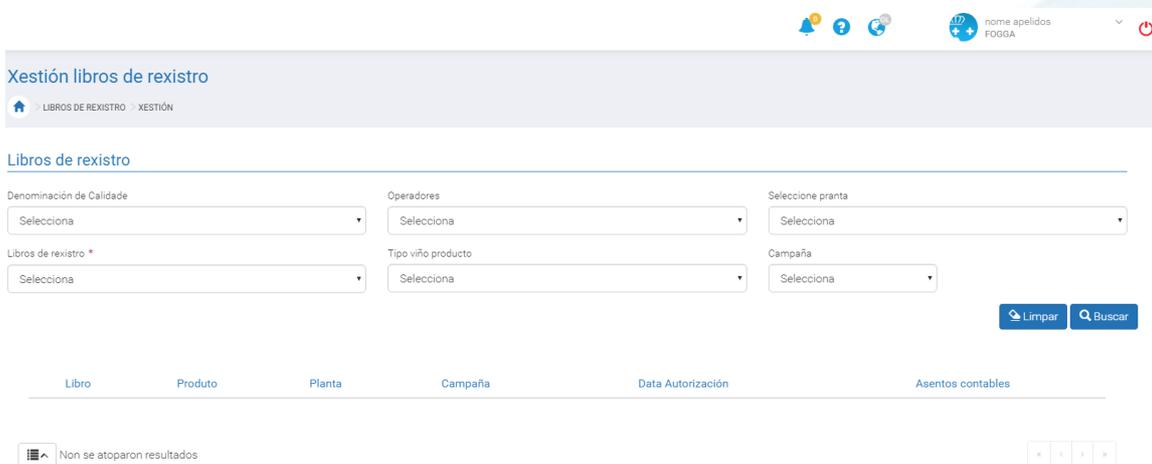 0
GL
nome apelidos
FOGGA
Xestión libros de rexistro
> LIBROS DE REXISTRO > XESTIÓN
Libros de rexistro
Denominación de Calidade
Operadores
Seleccione pranta
Selecciona
Selecciona
Selecciona
Libros de rexistro *
Tipo viño producto
Campaña
Selecciona
Selecciona
Selecciona
Limpar
Buscar
Libro Produto Planta Campaña Data Autorización Asentos contables
Non se atoparon resultados
« ‹ › »